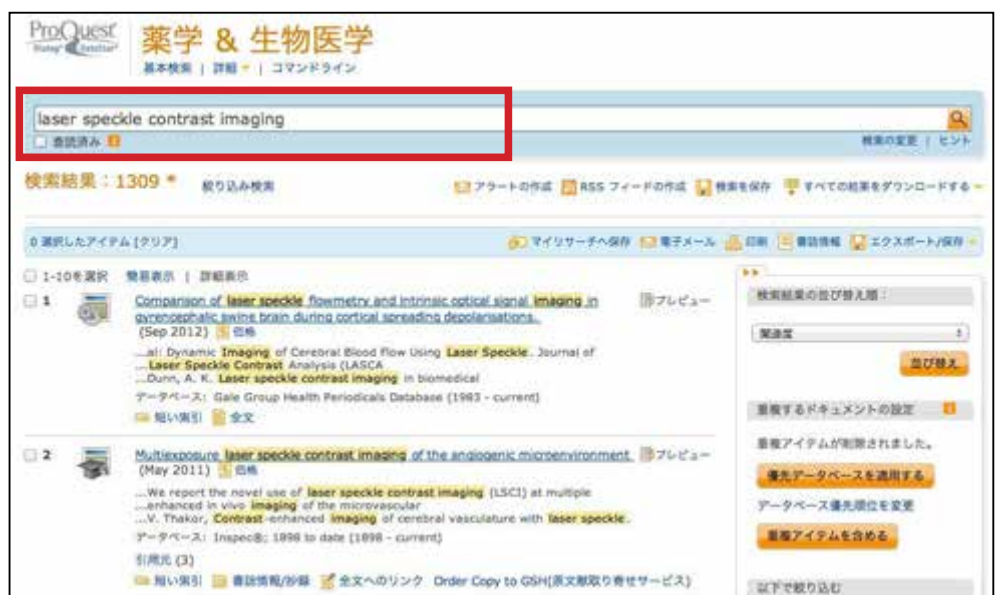 ProQuest
Dialog DataStar
薬学 & 生物医学
基本検索 | 詳細 | コマンドライン
laser speckle contrast imaging
査読済み
検索の変更 | ヒント
検索結果:1309 *
絞り込み検索
アラートの作成 RSS フィードの作成 検索を保存 すべての結果をダウンロードする
0 選択したアイテム [クリア]
マイリサーチへ保存 電子メール 印刷 書誌情報 エクスポート/保存
1-10を選択 簡易表示 | 詳細表示
1 Comparison of laser speckle flowmetry and intrinsic optical signal imaging in
gyrencephalic swine brain during cortical spreading depolarisations.
(Sep 2012) 価格
プレビュー
...al: Dynamic Imaging of Cerebral Blood Flow Using Laser Speckle. Journal of
...Laser Speckle Contrast Analysis (LASCA
...Dunn, A. K. Laser speckle contrast imaging in biomedical
データベース: Gale Group Health Periodicals Database (1983 - current)
短い索引 全文
2 Multiexposure laser speckle contrast imaging of the angiogenic microenvironment.
(May 2011) 価格
プレビュー
...We report the novel use of laser speckle contrast imaging (LSCI) at multiple
...enhanced in vivo imaging of the microvascular
...V. Thakor, Contrast-enhanced imaging of cerebral vasculature with laser speckle.
データベース: Inspec®; 1898 to date (1898 - current)
引用元 (3)
短い索引 書誌情報/抄録 全文へのリンク Order Copy to GSH(原文献取り寄せサービス)
検索結果の並び替え順:
関連度
並び替え
重複するドキュメントの設定
重複アイテムが削除されました。
優先データベースを適用する
データベース優先順位を変更
重複アイテムを含める
以下で絞り込む